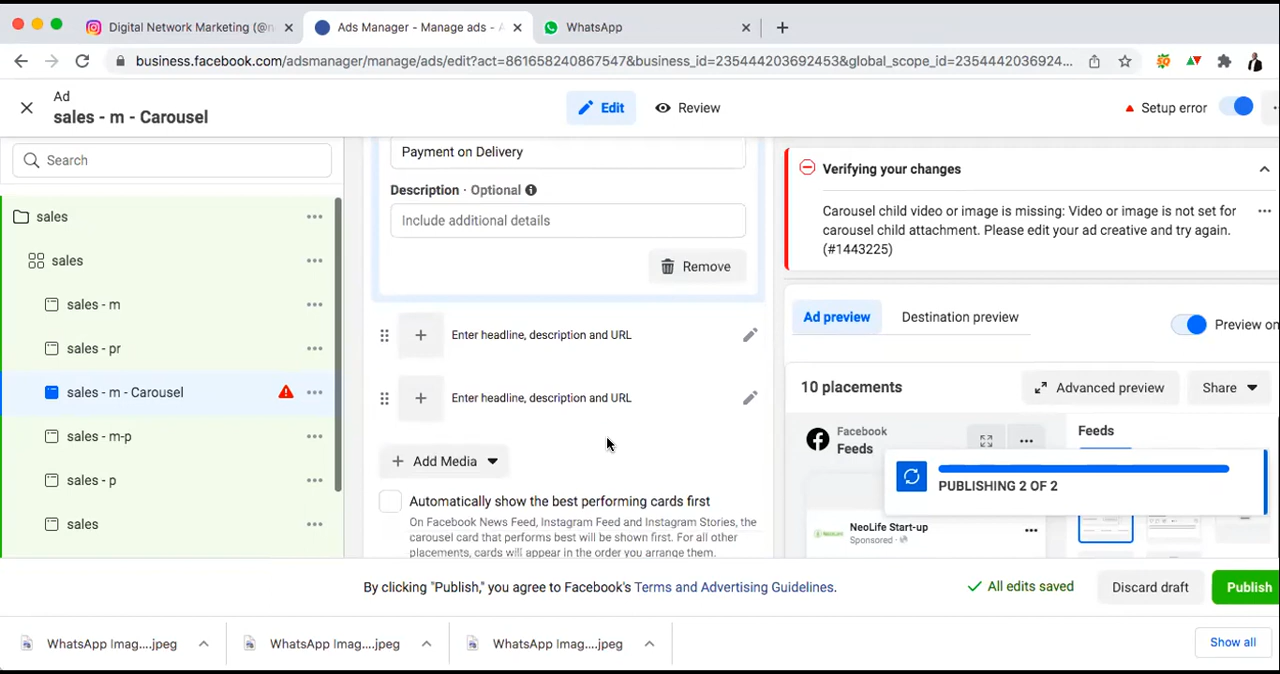 Digital Network Marketing (@n
Ads Manager - Manage ads - A
WhatsApp
business.facebook.com/adsmanager/manage/ads/edit?act=861658240867547&business_id=235444203692453&global_scope_id=2354442036924...
Ad
sales - m - Carousel
Edit
Review
Setup error
Search
sales
sales
sales - m
sales - pr
sales - m - Carousel
sales - m-p
sales - p
sales
Payment on Delivery
Description · Optional
Include additional details
Remove
Enter headline, description and URL
Enter headline, description and URL
+ Add Media
Automatically show the best performing cards first
On Facebook News Feed, Instagram Feed and Instagram Stories, the
carousel card that performs best will be shown first. For all other
placements, cards will appear in the order you arrange them.
Verifying your changes
Carousel child video or image is missing: Video or image is not set for
carousel child attachment. Please edit your ad creative and try again.
(#1443225)
Ad preview
Destination preview
Preview on
10 placements
Advanced preview
Share
Facebook
Feeds
Feeds
PUBLISHING 2 OF 2
NeoLife Start-up
Sponsored ·
By clicking "Publish," you agree to Facebook's Terms and Advertising Guidelines.
All edits saved
Discard draft
Publish
WhatsApp Imag....jpeg
WhatsApp Imag....jpeg
WhatsApp Imag....jpeg
Show all